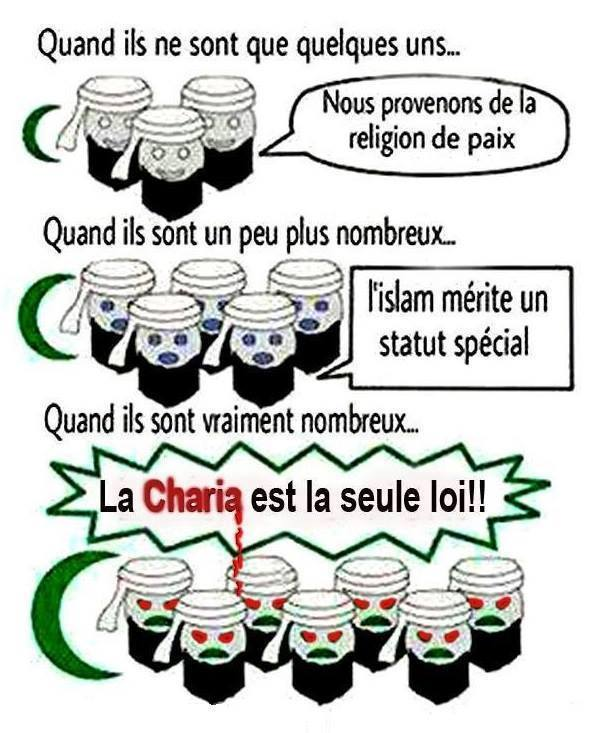 Quand ils ne sont que quelques uns...
Nous provenons de la
religion de paix
Quand ils sont un peu plus nombreux...
l'islam mérite un
statut spécial
Quand ils sont vraiment nombreux...
La Charia est la seule loi!!